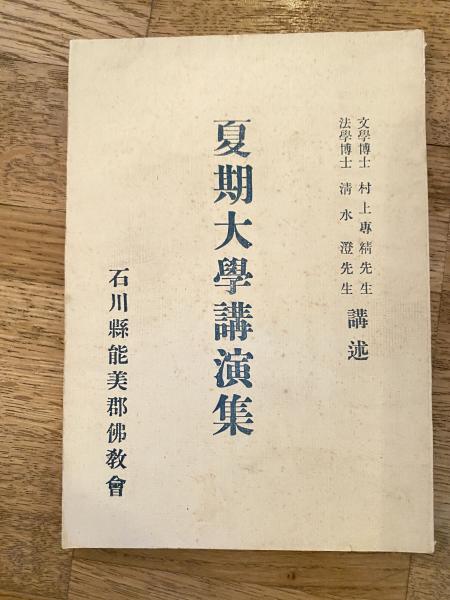 文學博士 村上專精先生
法學博士 清水澄先生
講述
夏期大學講演集
石川縣能美郡佛敎會